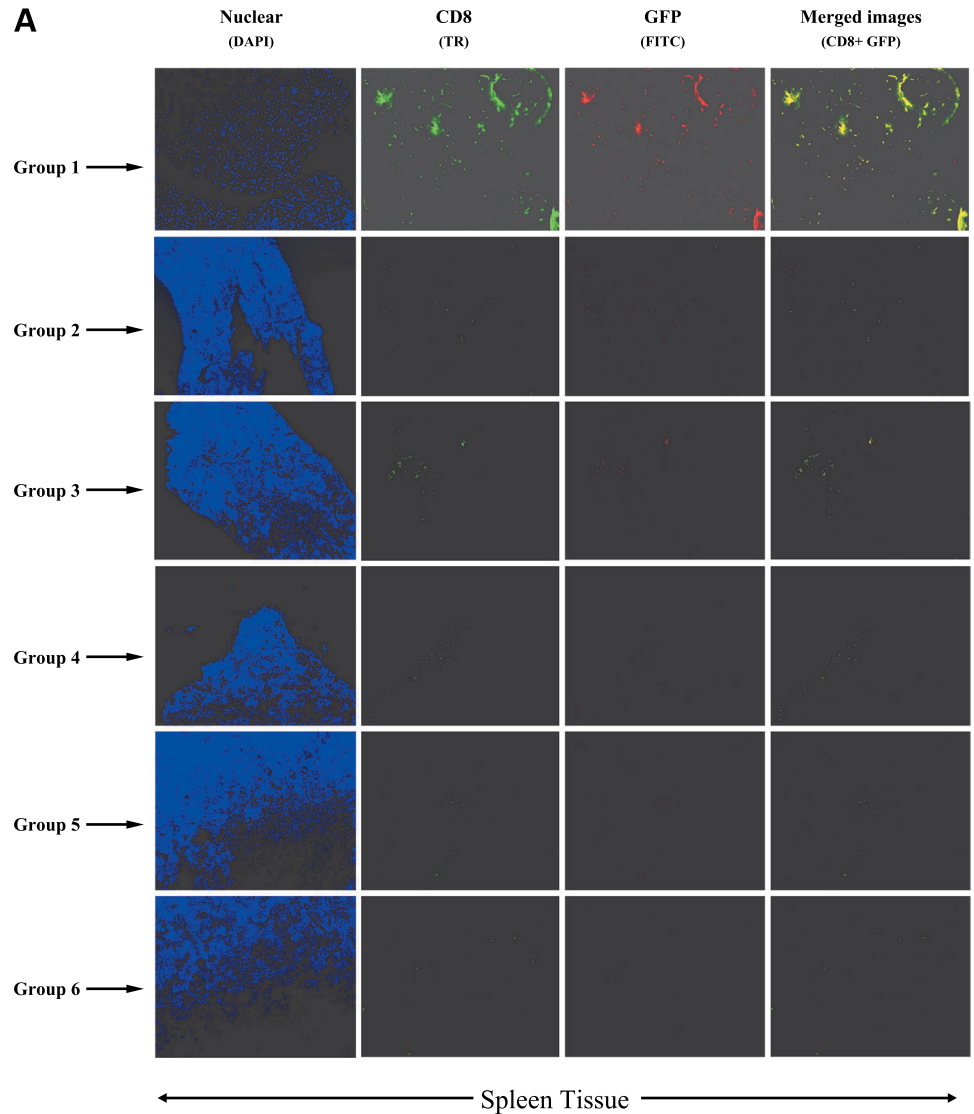 A
Nuclear
(DAPI)
CD8
(TR)
GFP
(FITC)
Merged images
(CD8+ GFP)
Group 1
Group 2
Group 3
Group 4
Group 5
Group 6
Spleen Tissue